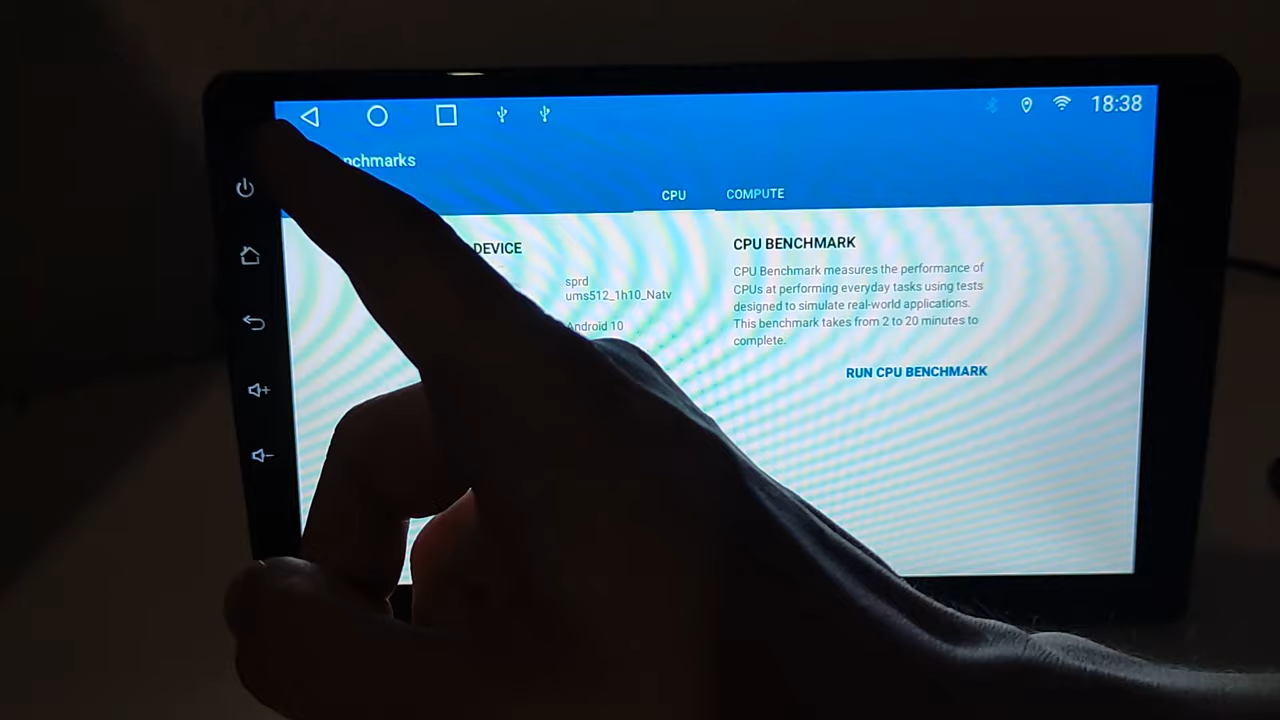 18:38
nchmarks
CPU
COMPUTE
DEVICE
sprd
ums512_1h10_Natv
Android 10
CPU BENCHMARK
CPU Benchmark measures the performance of
CPUs at performing everyday tasks using tests
designed to simulate real-world applications.
This benchmark takes from 2 to 20 minutes to
complete.
RUN CPU BENCHMARK